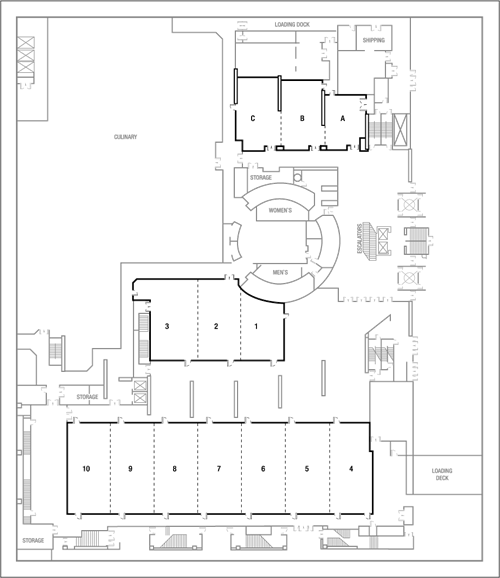 LOADING DOCK
SHIPPING
C
B
A
CULINARY
STORAGE
WOMEN'S
ESCALATORS
MEN'S
3
2
1
STORAGE
10
9
8
7
6
5
4
LOADING
DECK
STORAGE